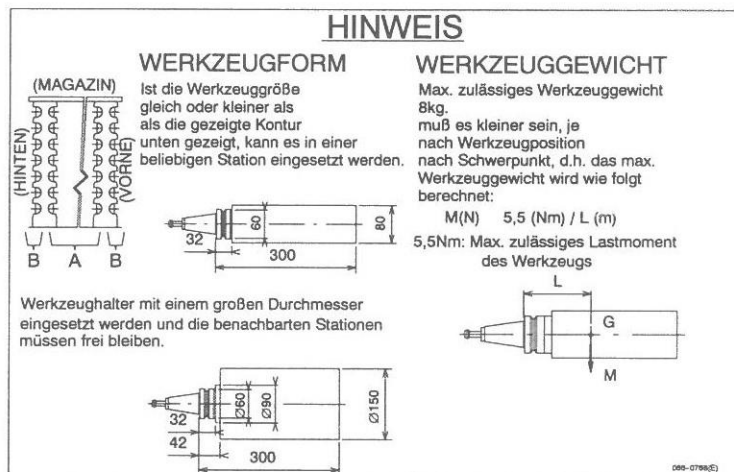 HINWEIS
WERKZEUGFORM
(MAGAZIN)
(HINTEN)
(VORNE)
B A B
Ist die Werkzeuggröße
gleich oder kleiner als
als die gezeigte Kontur
unten gezeigt, kann es in einer
beliebigen Station eingesetzt werden.
32
60
80
300
Werkzeughalter mit einem großen Durchmesser
eingesetzt werden und die benachbarten Stationen
müssen frei bleiben.
32
42
Ø60
Ø90
Ø150
300
WERKZEUGGEWICHT
Max. zulässiges Werkzeuggewicht
8kg.
muß es kleiner sein, je
nach Werkzeugposition
nach Schwerpunkt, d.h. das max.
Werkzeuggewicht wird wie folgt
berechnet:
M(N) 5,5 (Nm) / L (m)
5,5Nm: Max. zulässiges Lastmoment
des Werkzeugs
L
G
M